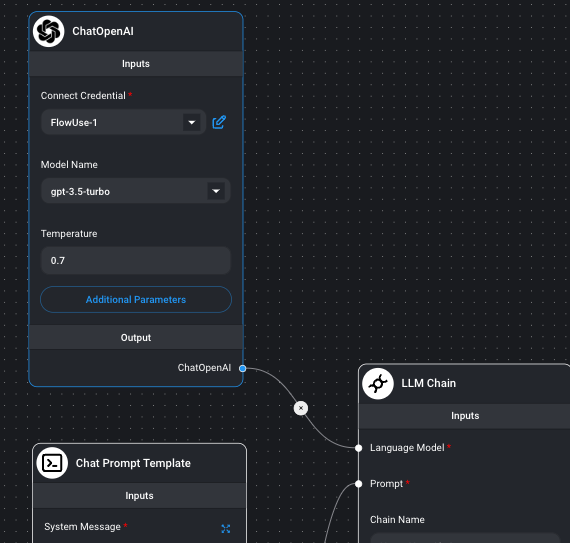 ChatOpenAI
Inputs
Connect Credential *
FlowUse-1
Model Name
gpt-3.5-turbo
Temperature
0.7
Additional Parameters
Output
ChatOpenAI
LLM Chain
Inputs
Language Model *
Prompt *
Chain Name
Chat Prompt Template
Inputs
System Message *